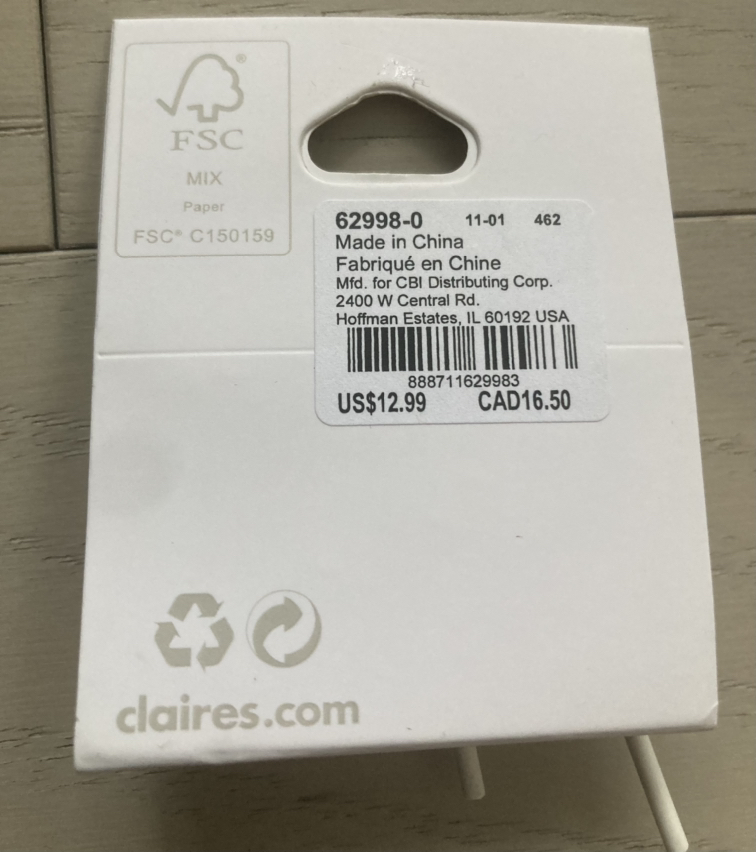 FSC®
MIX
Paper
FSC® C150159
62998-0 11-01 462
Made in China
Fabriqué en Chine
Mfd. for CBI Distributing Corp.
2400 W Central Rd.
Hoffman Estates, IL 60192 USA
888711629983
US$12.99 CAD16.50
claires.com